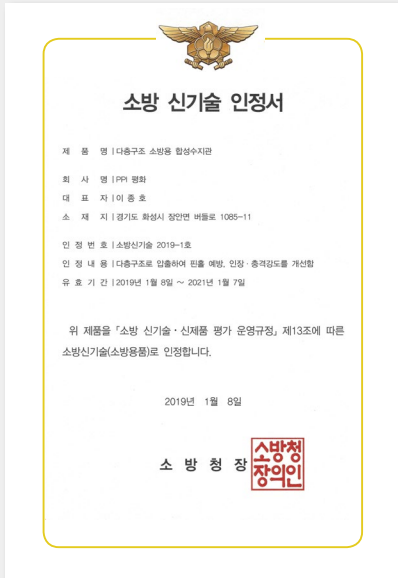 소방 신기술 인정서
제 품 명 | 다층구조 소방용 합성수지관
회 사 명 | PPI 평화
대 표 자 | 이 종 호
소 재 지 | 경기도 화성시 장안면 버들로 1085-11
인 정 번 호 | 소방신기술 2019-1호
인 정 내 용 | 다층구조로 압출하여 핀홀 예방, 인장·충격강도를 개선함
유 효 기 간 | 2019년 1월 8일 ~ 2021년 1월 7일
위 제품을 「소방 신기술·신제품 평가 운영규정」 제13조에 따른
소방신기술(소방용품)로 인정합니다.
2019년 1월 8일
소 방 청 장
소방청
장의인